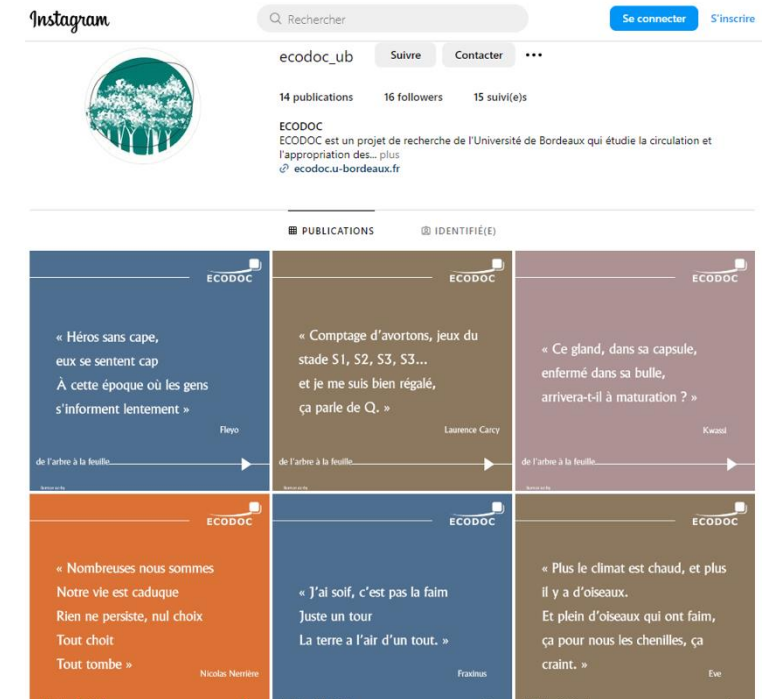 Instagram
Rechercher
Se connecter
S'inscrire
ecodoc_ub
Suivre
Contacter
14 publications
16 followers
15 suivi(e)s
ECODOC
ECODOC est un projet de recherche de l'Université de Bordeaux qui étudie la circulation et
l'appropriation des... plus
ecodoc.u-bordeaux.fr
PUBLICATIONS
IDENTIFIÉ(E)
ECODOC
« Héros sans cape,
eux se sentent cap
À cette époque où les gens
s'informent lentement »
Fleyo
de l'arbre à la feuille
ECODOC
« Comptage d'avortons, jeux du
stade S1, S2, S3, S3...
et je me suis bien régalé,
ça parle de Q. »
Laurence Carcy
de l'arbre à la feuille
ECODOC
« Ce gland, dans sa capsule,
enfermé dans sa bulle,
arrivera-t-il à maturation ? »
Kwassi
de l'arbre à la feuille
ECODOC
« Nombreuses nous sommes
Notre vie est caduque
Rien ne persiste, nul choix
Tout choit
Tout tombe »
Nicolas Nerrière
ECODOC
« J'ai soif, c'est pas la faim
Juste un tour
La terre a l'air d'un tout. »
Fraxinus
ECODOC
« Plus le climat est chaud, et plus
il y a d'oiseaux.
Et plein d'oiseaux qui ont faim,
ça pour nous les chenilles, ça
craint. »
Eve